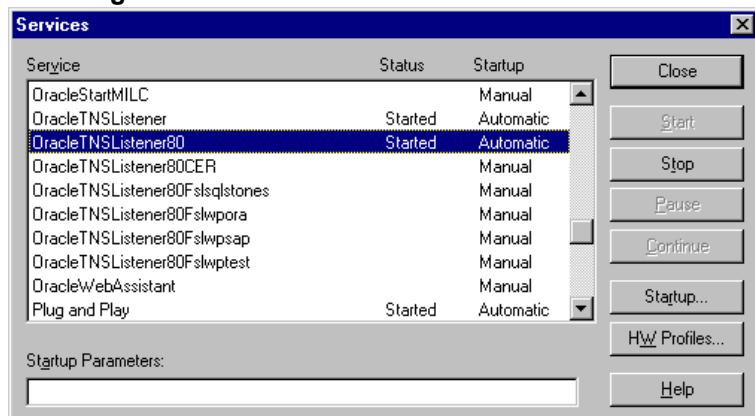 Services
Service Status Startup
OracleStartMILC Manual
OracleTNSListener Started Automatic
OracleTNSListener80 Started Automatic
OracleTNSListener80CER Manual
OracleTNSListener80Fslsqlstones Manual
OracleTNSListener80Fslwpora Manual
OracleTNSListener80Fslwpsap Manual
OracleTNSListener80Fslwptest Manual
OracleWebAssistant Manual
Plug and Play Started Automatic
Close
Start
Stop
Pause
Continue
Startup...
HW Profiles...
Help
Startup Parameters: